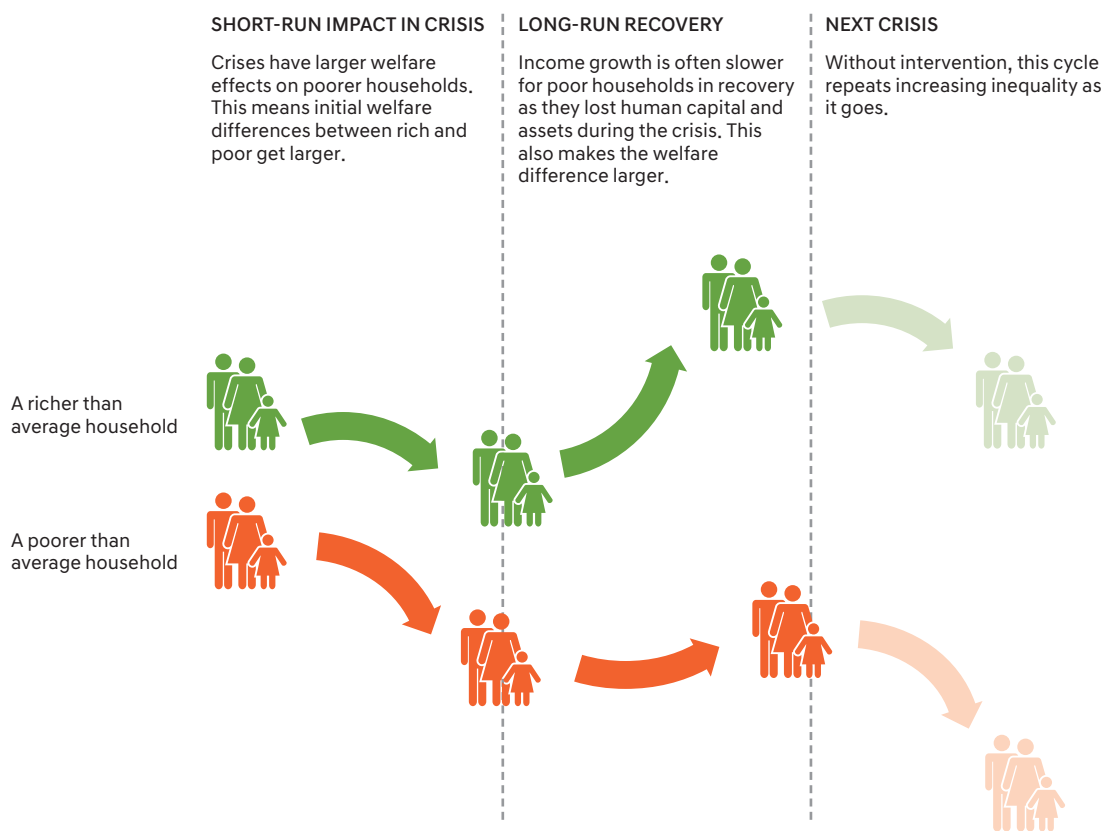 SHORT-RUN IMPACT IN CRISIS
Crises have larger welfare
effects on poorer households.
This means initial welfare
differences between rich and
poor get larger.
LONG-RUN RECOVERY
Income growth is often slower
for poor households in recovery
as they lost human capital and
assets during the crisis. This
also makes the welfare
difference larger.
NEXT CRISIS
Without intervention, this cycle
repeats increasing inequality as
it goes.
A richer than
average household
A poorer than
average household